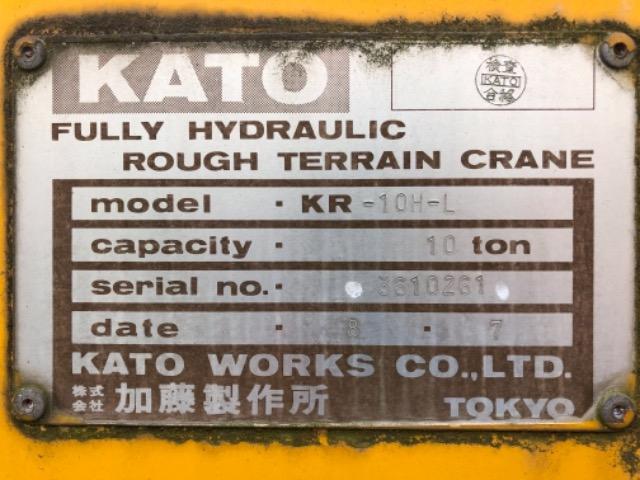 KATO
検査
KATO
合格
FULLY HYDRAULIC
ROUGH TERRAIN CRANE
model · KR -10H-L
capacity · 10 ton
serial no. · 3610261
date · 8 · 7
KATO WORKS CO.,LTD.
株式会社 加藤製作所 TOKYO